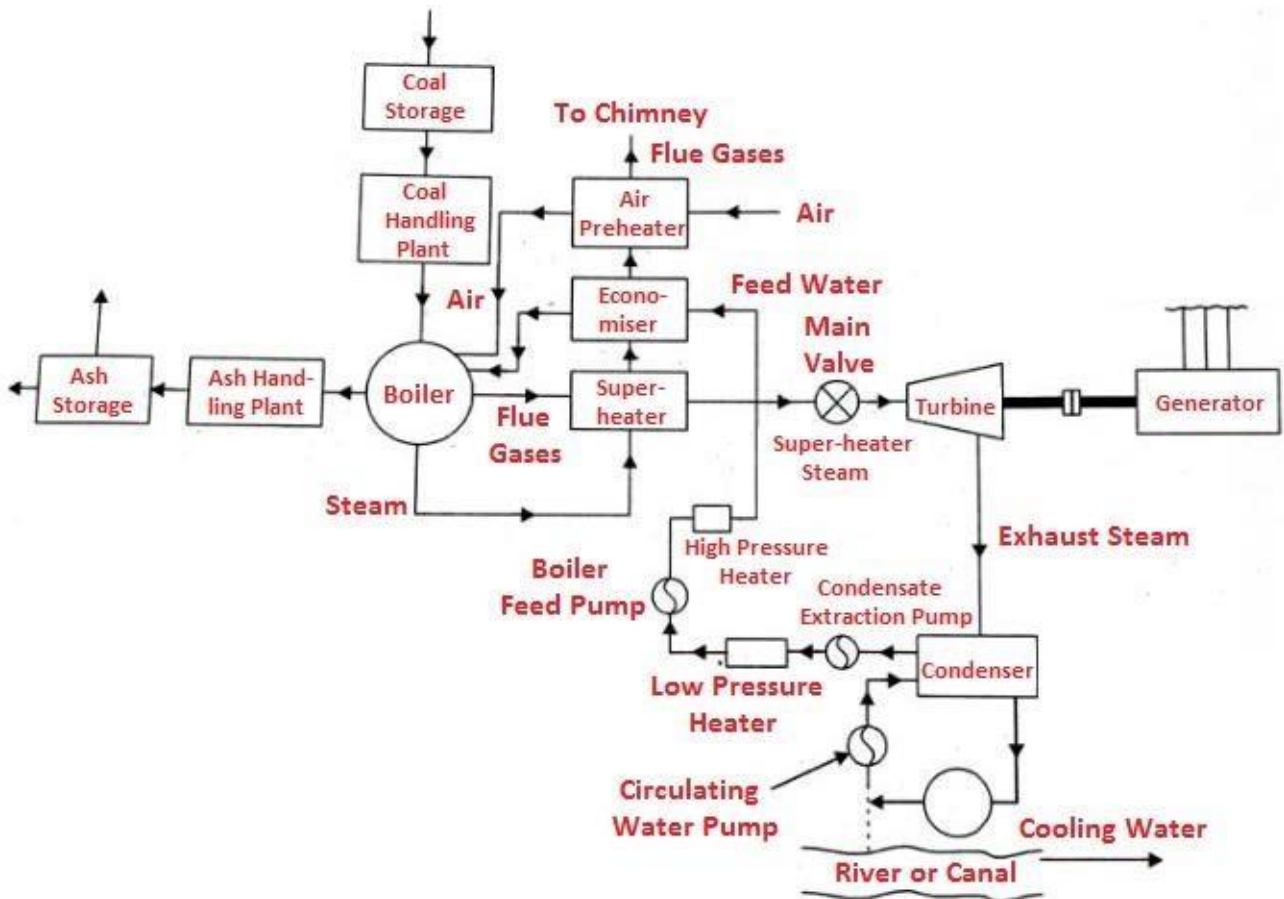 Coal
Storage
To Chimney
Flue Gases
Coal
Handling
Plant
Air
Preheater
Air
Air
Feed Water
Econo-
miser
Main
Valve
Ash
Storage
Ash Hand-
ling Plant
Boiler
Super-
heater
Turbine
Generator
Flue
Gases
Super-heater
Steam
Steam
High Pressure
Heater
Exhaust Steam
Boiler
Feed Pump
Condensate
Extraction Pump
Condenser
Low Pressure
Heater
Circulating
Water Pump
Cooling Water
River or Canal